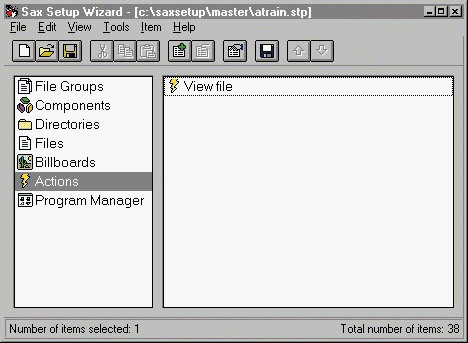 Sax Setup Wizard - [c:\saxsetup\master\atrain.stp]
File Edit View Tools Item Help
File Groups
View file
Components
Directories
Files
Billboards
Actions
Program Manager
Number of items selected: 1 Total number of items: 38